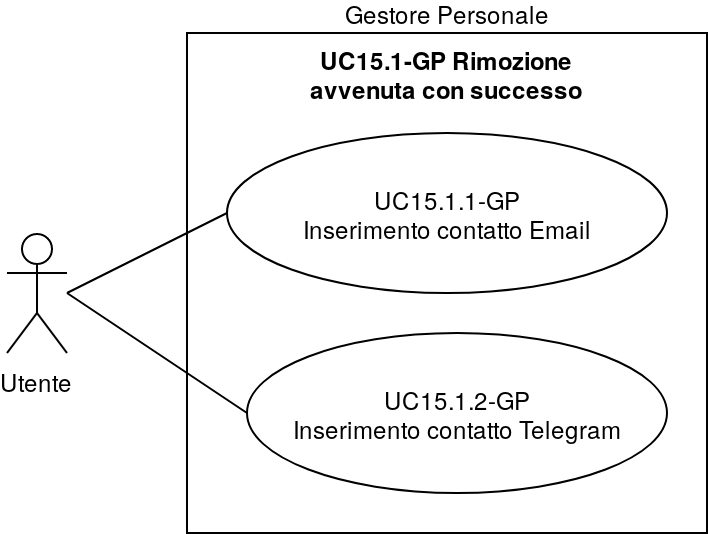 Gestore Personale
UC15.1-GP Rimozione
avvenuta con successo
UC15.1.1-GP
Inserimento contatto Email
Utente
UC15.1.2-GP
Inserimento contatto Telegram